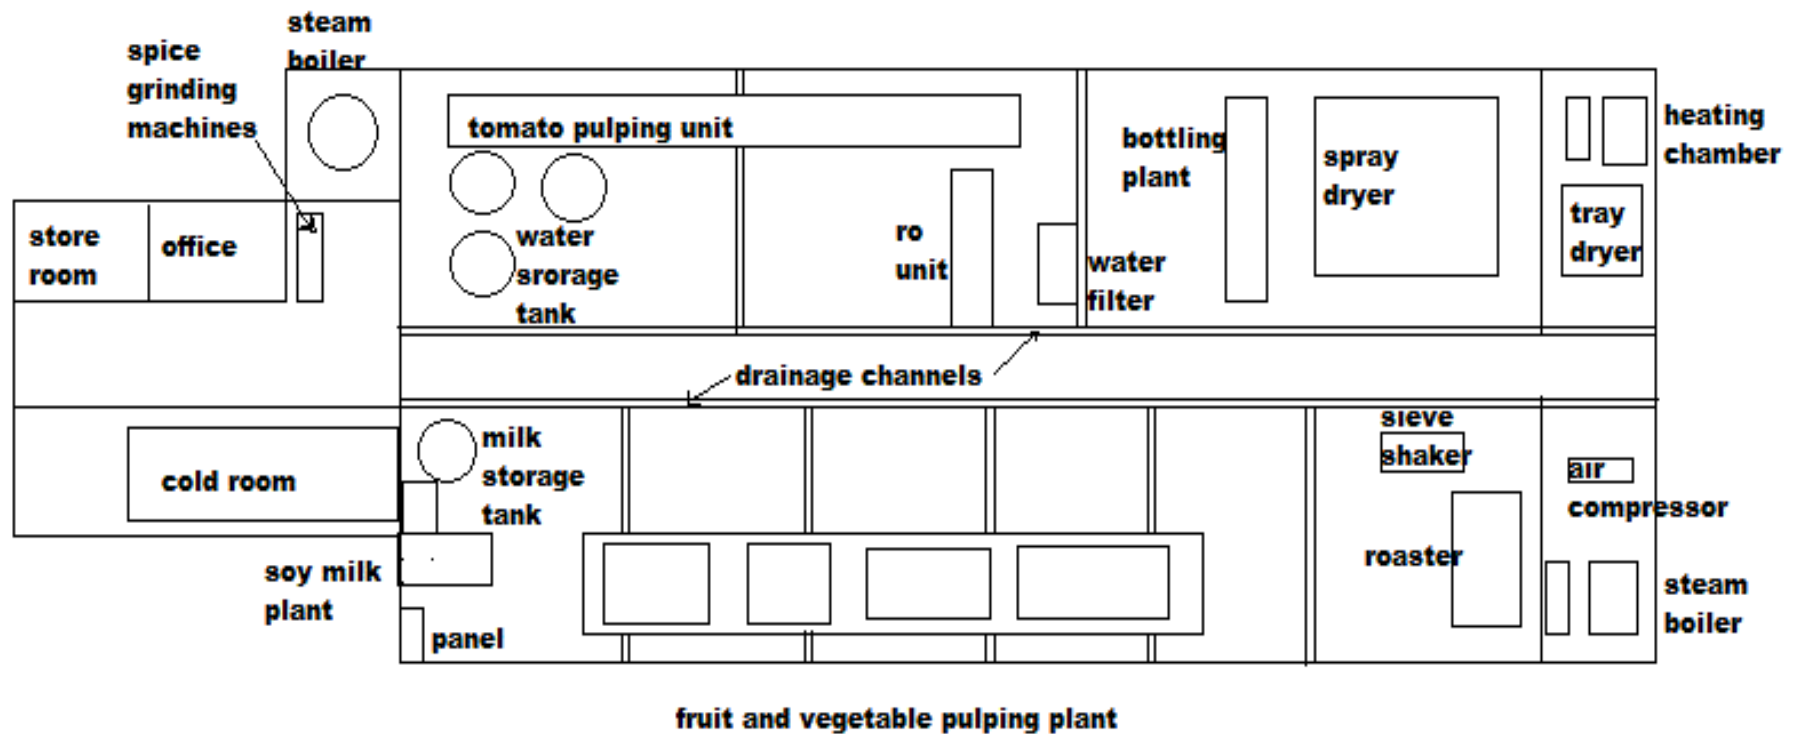 steam
boiler
spice
grinding
machines
tomato pulping unit
bottling
plant
spray
dryer
heating
chamber
tray
dryer
store
room
office
water
srorage
tank
ro
unit
water
filter
drainage channels
milk
storage
tank
cold room
sieve
shaker
air
compressor
roaster
soy milk
plant
panel
steam
boiler
fruit and vegetable pulping plant